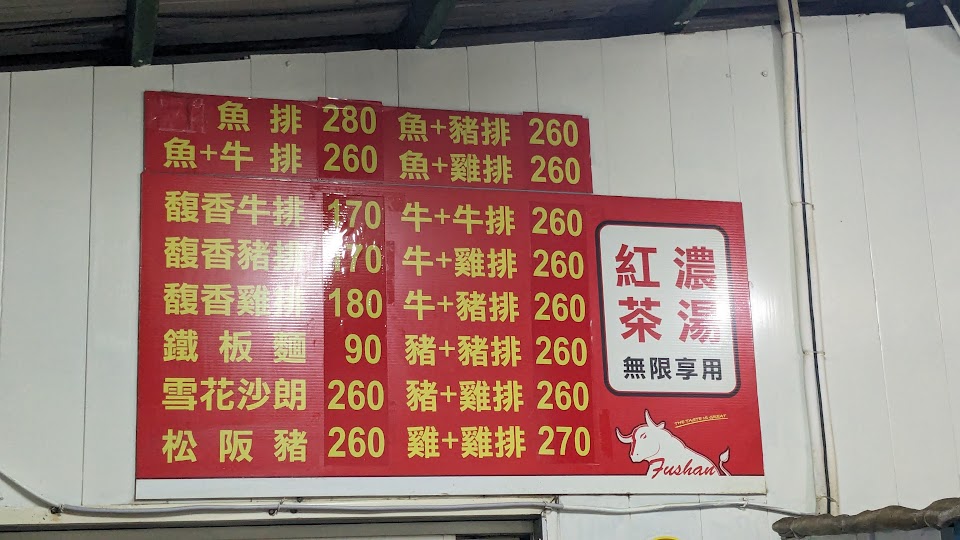 魚排 280 魚+豬排 260
魚+牛排 260 魚+雞排 260
馥香牛排 170 牛+牛排 260
馥香豬排 170 牛+雞排 260
馥香雞排 180 牛+豬排 260
鐵板麵 90 豬+豬排 260
雪花沙朗 260 豬+雞排 260
松阪豬 260 雞+雞排 270
紅濃
茶湯
無限享用
THE TASTE IS GREAT
Fushan